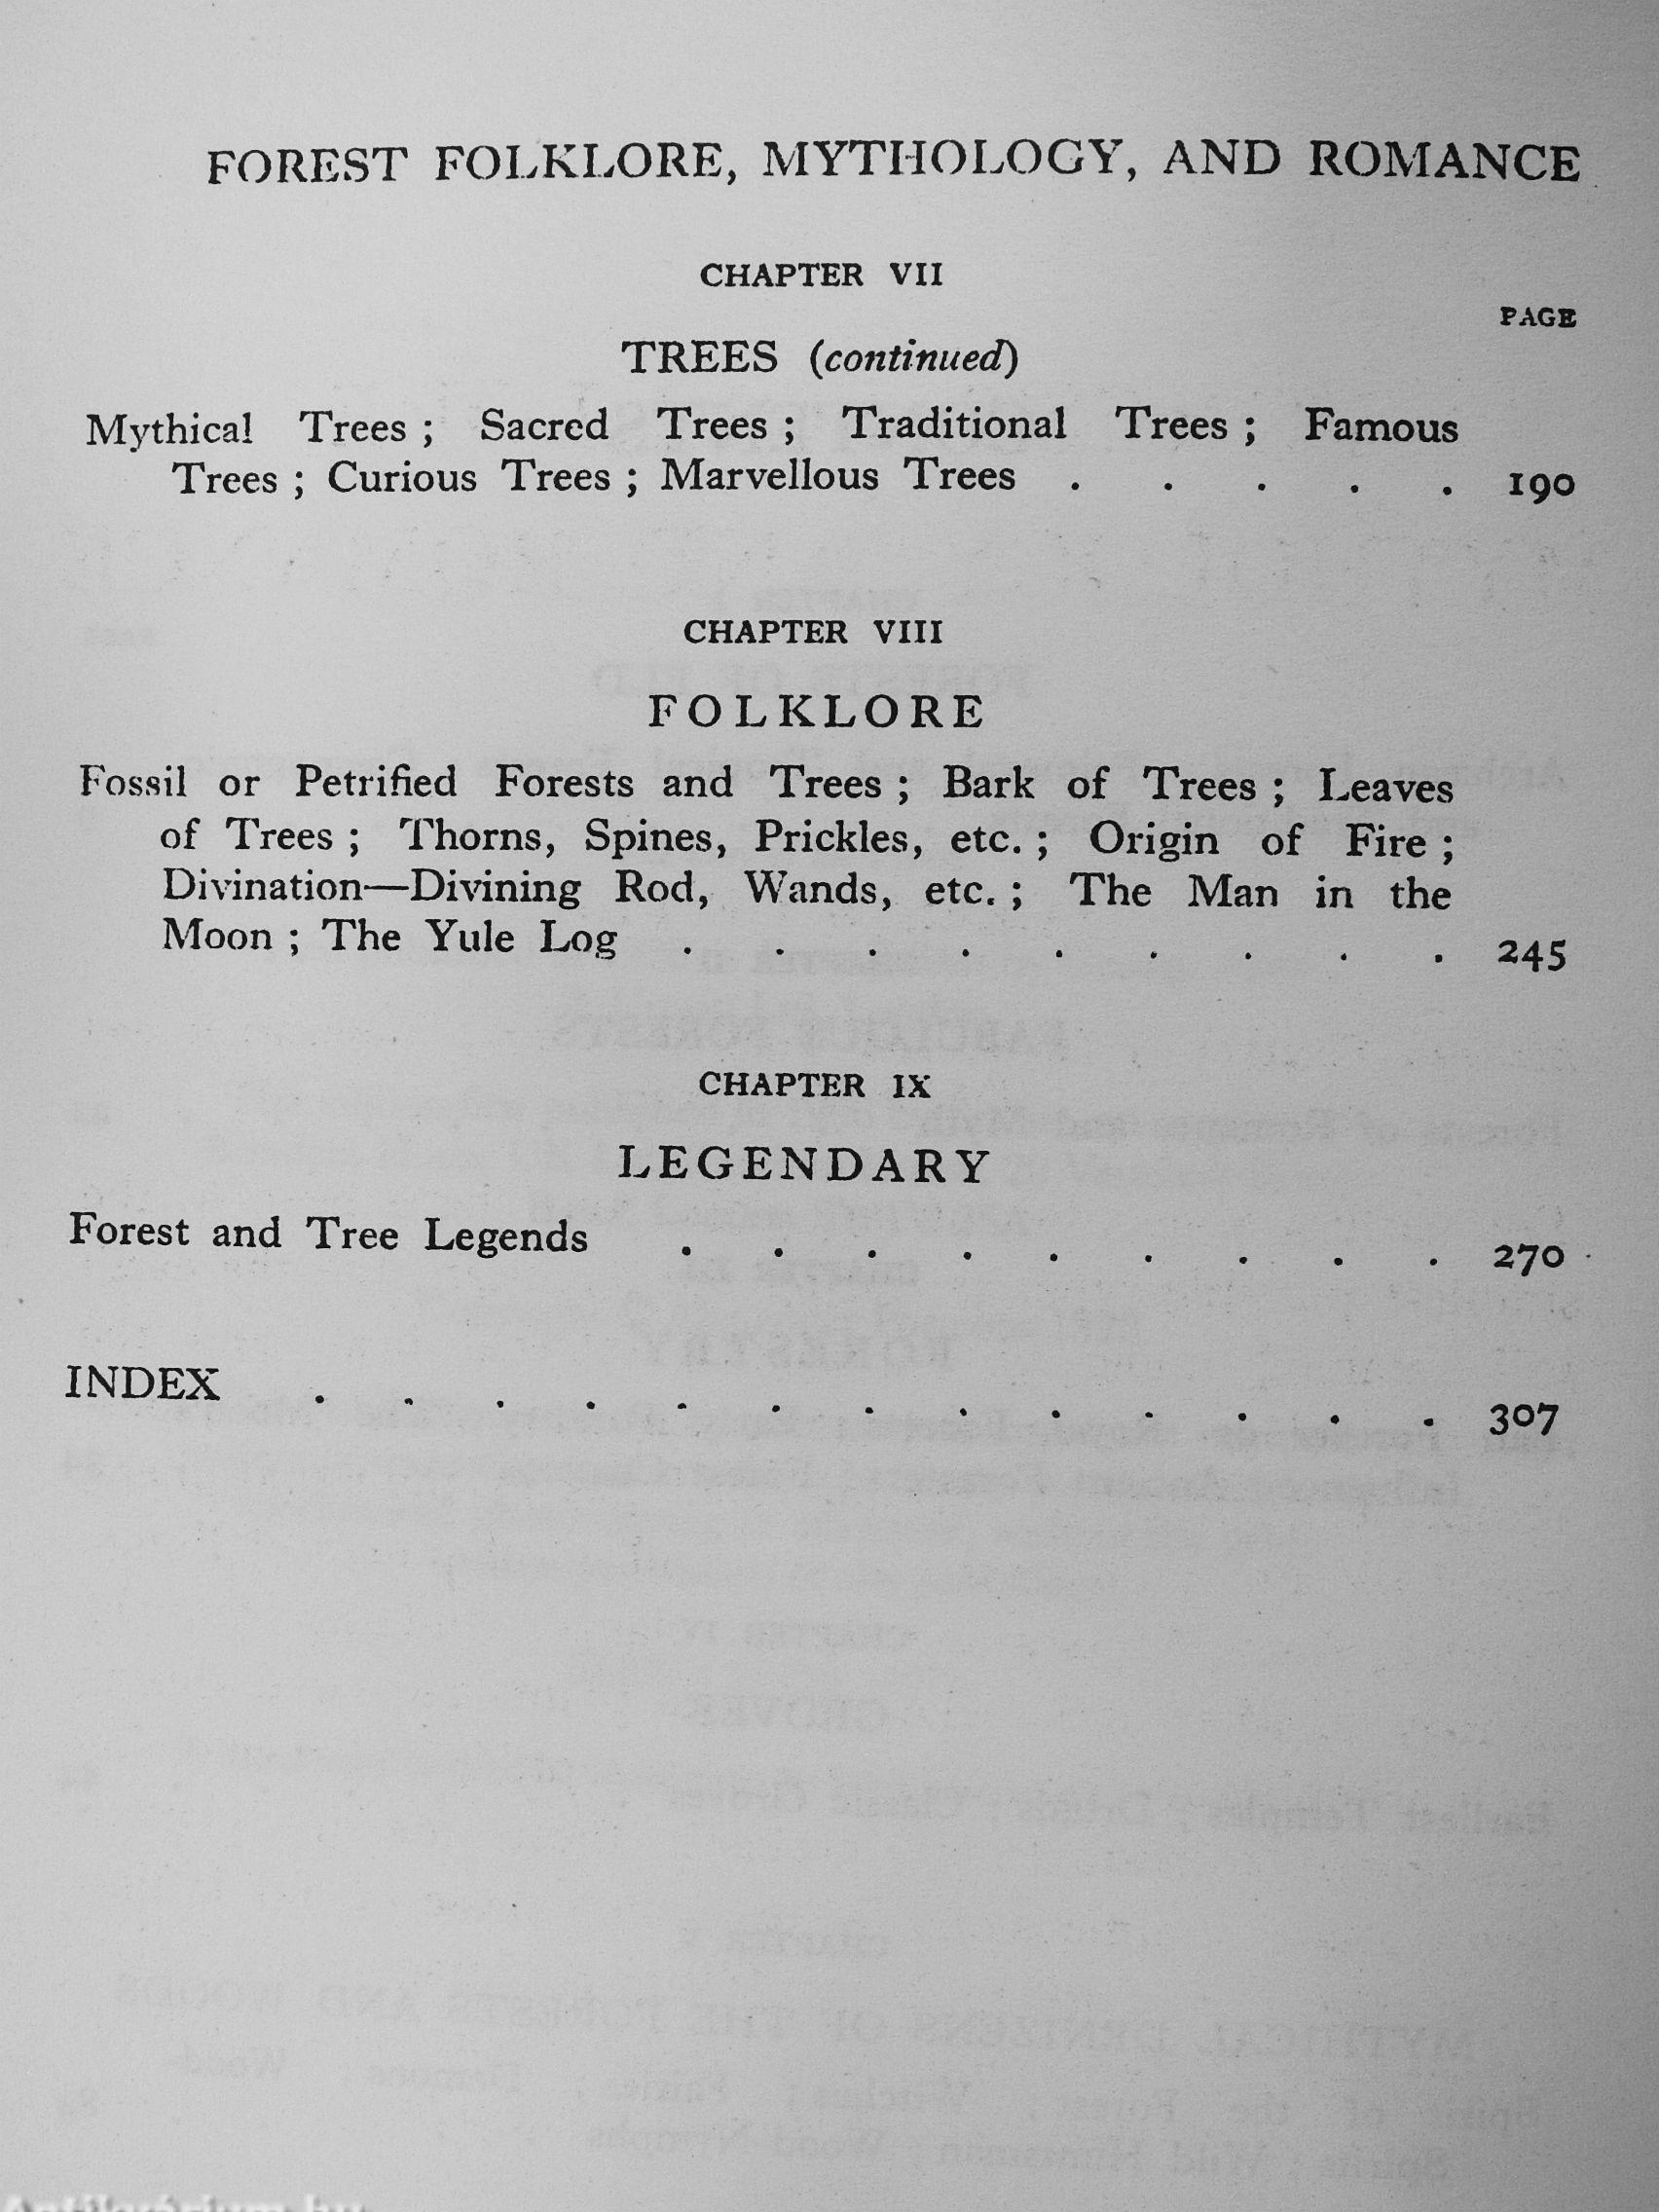 FOREST FOLKLORE, MYTHOLOGY, AND ROMANCE
CHAPTER VII
PAGE
TREES (continued)
Mythical Trees ; Sacred Trees ; Traditional Trees ; Famous
Trees ; Curious Trees ; Marvellous Trees . . . . . 190
CHAPTER VIII
FOLKLORE
Fossil or Petrified Forests and Trees ; Bark of Trees ; Leaves
of Trees ; Thorns, Spines, Prickles, etc. ; Origin of Fire ;
Divination—Divining Rod, Wands, etc. ; The Man in the
Moon ; The Yule Log . . . . . . . . . 245
CHAPTER IX
LEGENDARY
Forest and Tree Legends . . . . . . . . . 270
INDEX . . . . . . . . . . . . . 307